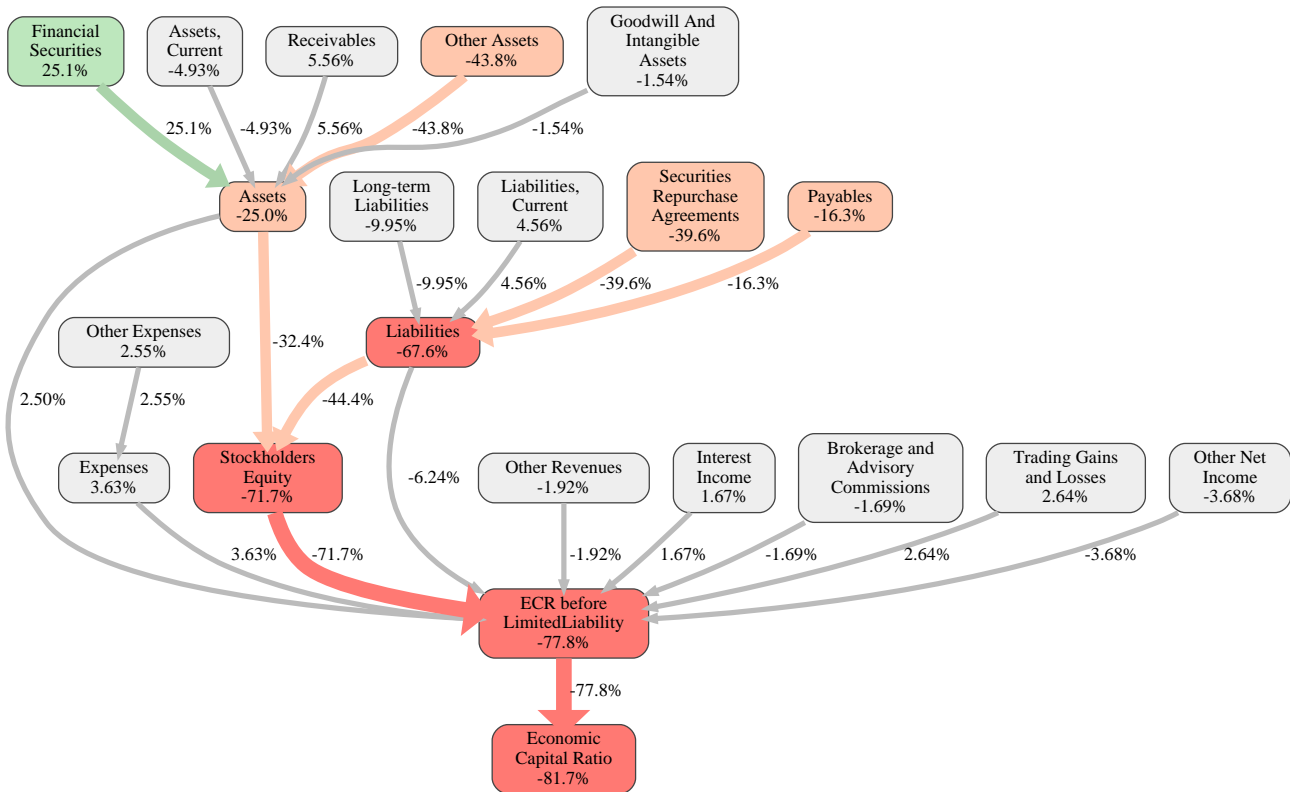 Financial
Securities
25.1%
Assets,
Current
-4.93%
Receivables
5.56%
Other Assets
-43.8%
Goodwill And
Intangible
Assets
-1.54%
25.1%
-4.93%
5.56%
-43.8%
-1.54%
Assets
-25.0%
Long-term
Liabilities
-9.95%
Liabilities,
Current
4.56%
Securities
Repurchase
Agreements
-39.6%
Payables
-16.3%
-9.95%
4.56%
-39.6%
-16.3%
Other Expenses
2.55%
-32.4%
Liabilities
-67.6%
2.50%
2.55%
-44.4%
Expenses
3.63%
Stockholders
Equity
-71.7%
-6.24%
Other Revenues
-1.92%
Interest
Income
1.67%
Brokerage and
Advisory
Commissions
-1.69%
Trading Gains
and Losses
2.64%
Other Net
Income
-3.68%
3.63%
-71.7%
-1.92%
1.67%
-1.69%
2.64%
-3.68%
ECR before
LimitedLiability
-77.8%
-77.8%
Economic
Capital Ratio
-81.7%